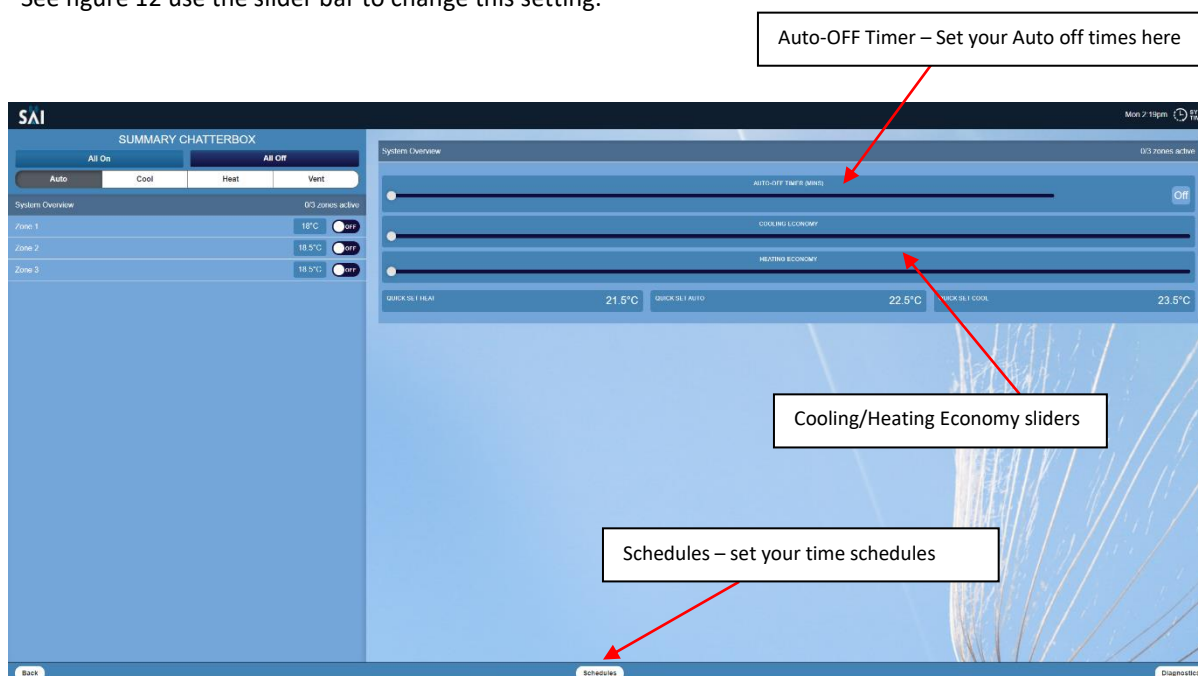 See figure 12 use the slider bar to change this setting.
Auto-OFF Timer – Set your Auto off times here
SAI
Mon 2:19pm
SUMMARY CHATTERBOX
All On
All Off
Auto
Cool
Heat
Vent
System Overview
0/3 zones active
Zone 1
18°C
OFF
Zone 2
18.5°C
OFF
Zone 3
18.5°C
OFF
System Overview
0/3 zones active
AUTO-OFF TIMER (MINS)
Off
COOLING ECONOMY
HEATING ECONOMY
QUICK SET HEAT
21.5°C
QUICK SET AUTO
22.5°C
QUICK SET COOL
23.5°C
Cooling/Heating Economy sliders
Schedules – set your time schedules
Back
Schedules
Diagnostics